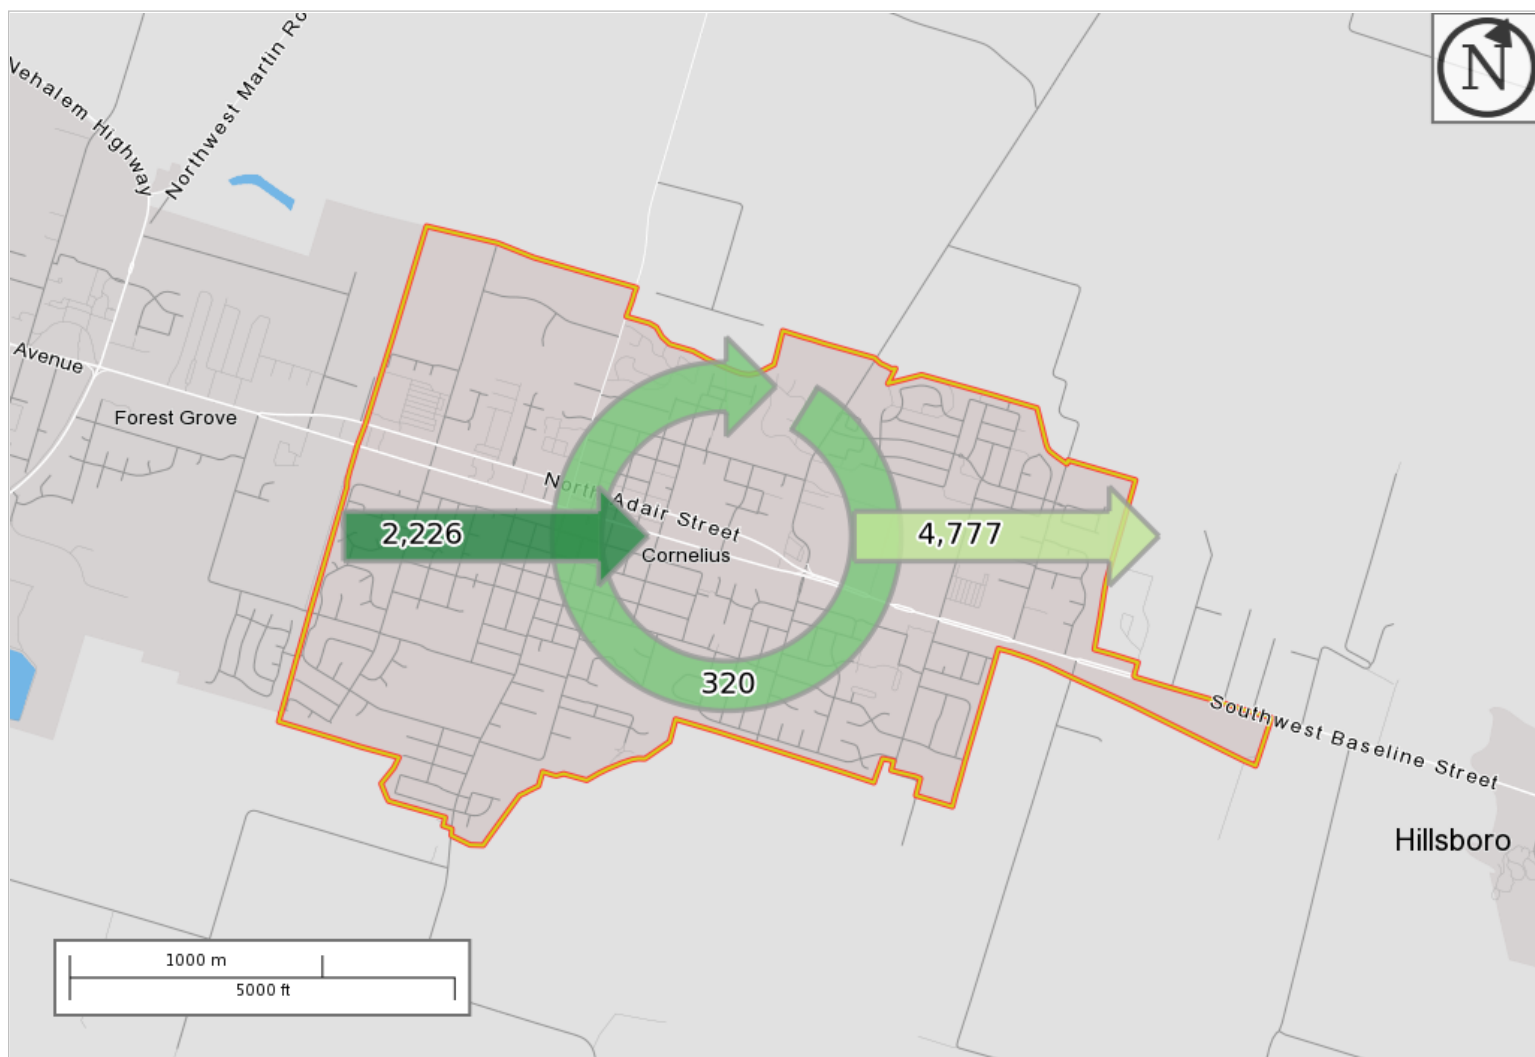 N
Nehalem Highway
Northwest Martin Ro
Avenue
Forest Grove
North Adair Street
2,226
4,777
Cornelius
320
Southwest Baseline Street
Hillsboro
1000 m
5000 ft